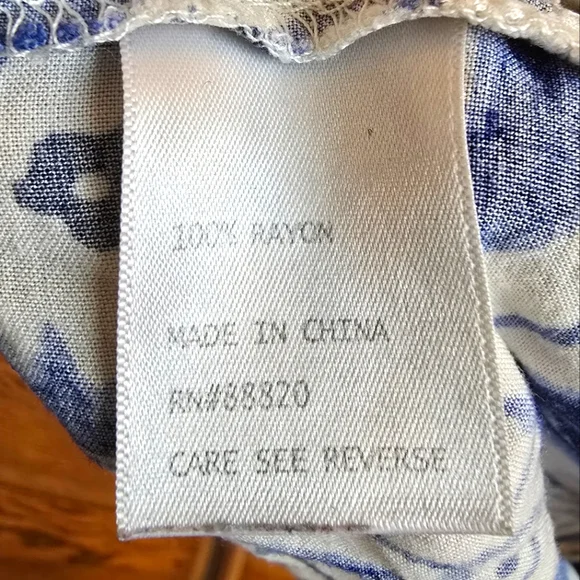 100% RAYON
MADE IN CHINA
RN#88820
CARE SEE REVERSE